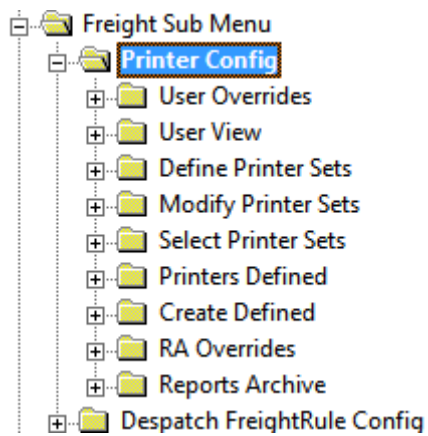 Freight Sub Menu
Printer Config
User Overrides
User View
Define Printer Sets
Modify Printer Sets
Select Printer Sets
Printers Defined
Create Defined
RA Overrides
Reports Archive
Despatch FreightRule Config